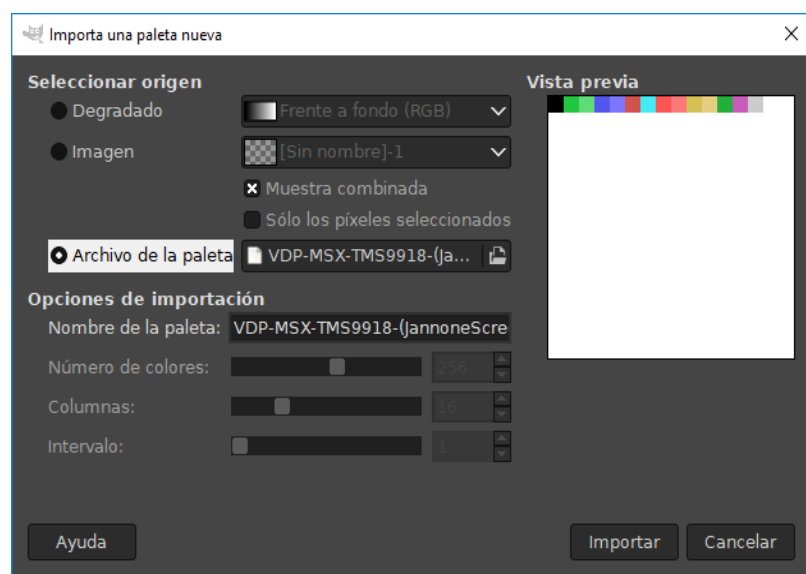 Importa una paleta nueva
Seleccionar origen
Vista previa
Degradado
Frente a fondo (RGB)
Imagen
[Sin nombre]-1
Muestra combinada
Sólo los píxeles seleccionados
Archivo de la paleta
VDP-MSX-TMS9918-(Ja...
Opciones de importación
Nombre de la paleta:
VDP-MSX-TMS9918-(JannoneScre
Número de colores:
256
Columnas:
16
Intervalo:
1
Ayuda
Importar
Cancelar